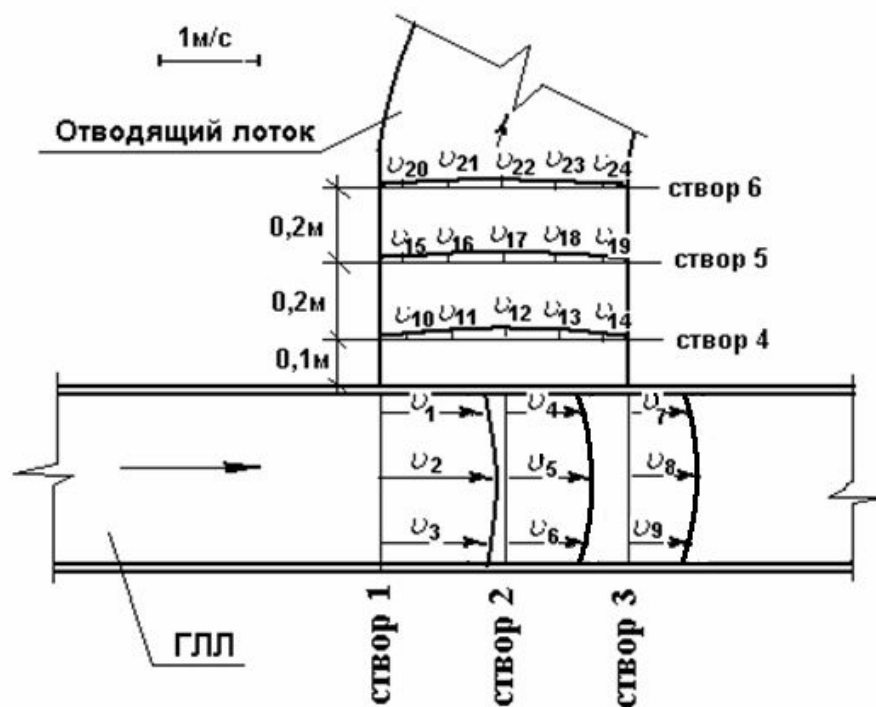 1м/с
Отводящий лоток
υ20 υ21 υ22 υ23 υ24
створ 6
0,2м
υ15 υ16 υ17 υ18 υ19
створ 5
0,2м
υ10 υ11 υ12 υ13 υ14
створ 4
0,1м
υ1 υ4 υ7
υ2 υ5 υ8
υ3 υ6 υ9
ГЛЛ
створ 1
створ 2
створ 3